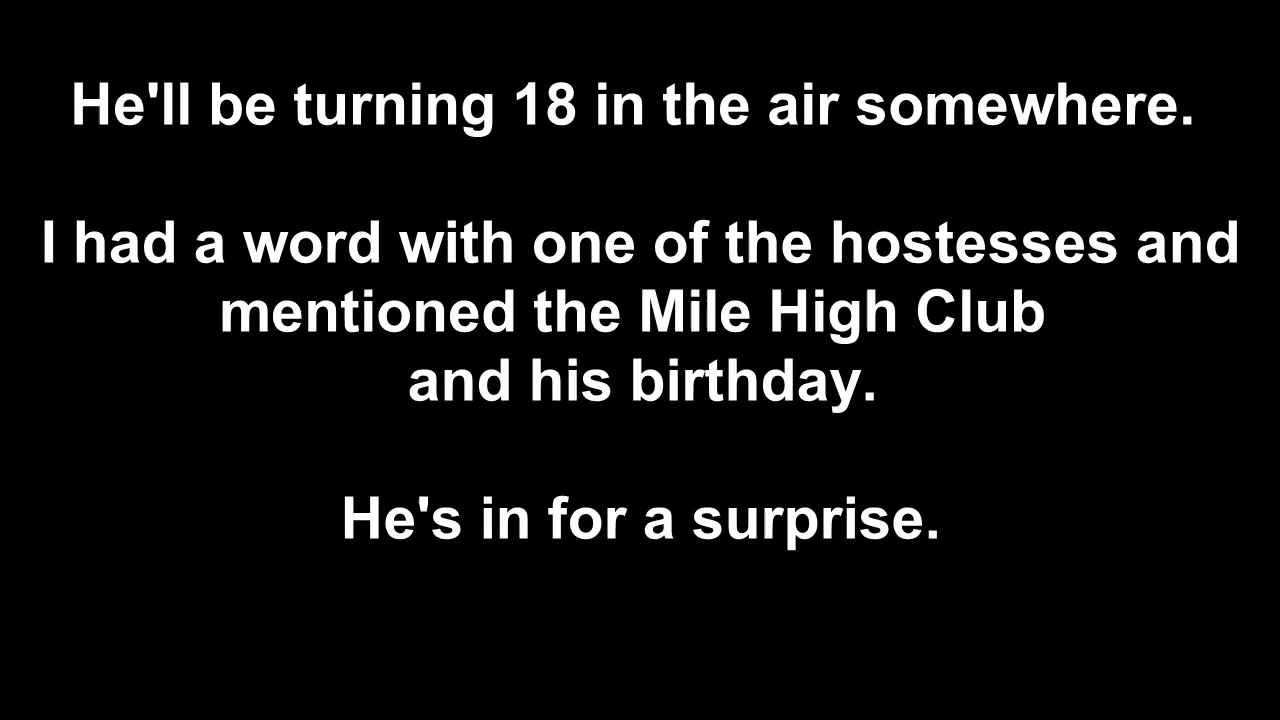 He'll be turning 18 in the air somewhere.
I had a word with one of the hostesses and
mentioned the Mile High Club
and his birthday.
He's in for a surprise.